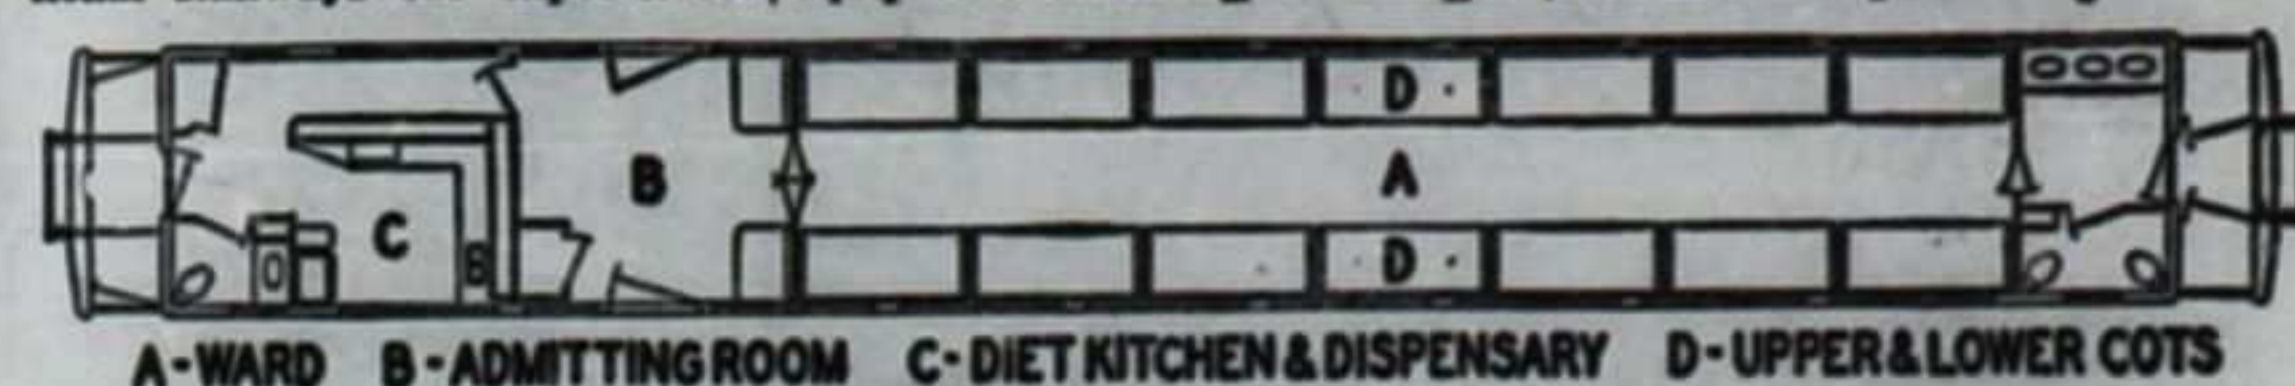 D
B
A
C
D
A-WARD B-ADMITTING ROOM C-DIET KITCHEN & DISPENSARY D-UPPER & LOWER COTS